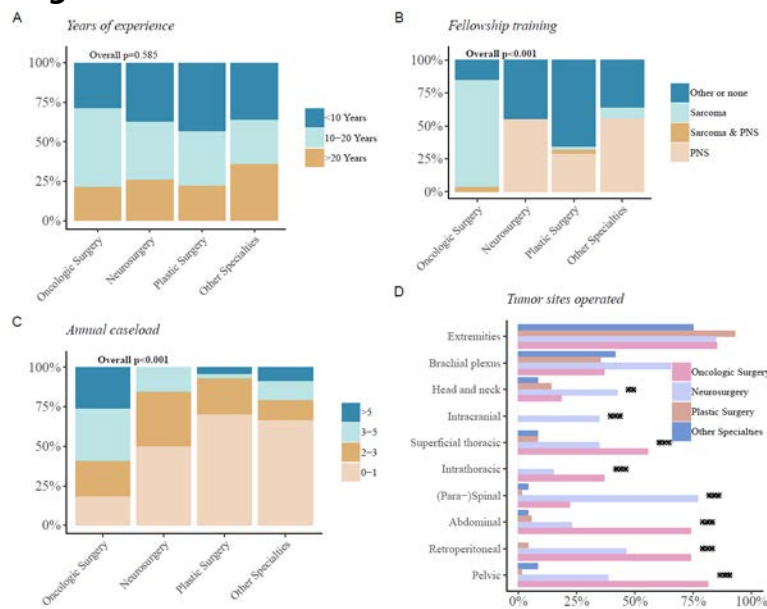 A
Years of experience
Overall p=0.585
100%
75%
50%
25%
0%
<10 Years
10−20 Years
>20 Years
Oncologic Surgery
Neurosurgery
Plastic Surgery
Other Specialties
B
Fellowship training
Overall p<0.001
100%
75%
50%
25%
0%
Other or none
Sarcoma
Sarcoma & PNS
PNS
Oncologic Surgery
Neurosurgery
Plastic Surgery
Other Specialties
C
Annual caseload
Overall p<0.001
100%
75%
50%
25%
0%
>5
3−5
2−3
0−1
Oncologic Surgery
Neurosurgery
Plastic Surgery
Other Specialties
D
Tumor sites operated
Extremities
Brachial plexus
Head and neck
Intracranial
Superficial thoracic
Intrathoracic
(Para−)Spinal
Abdominal
Retroperitoneal
Pelvic
Oncologic Surgery
Neurosurgery
Plastic Surgery
Other Specialties
0%
25%
50%
75%
100%